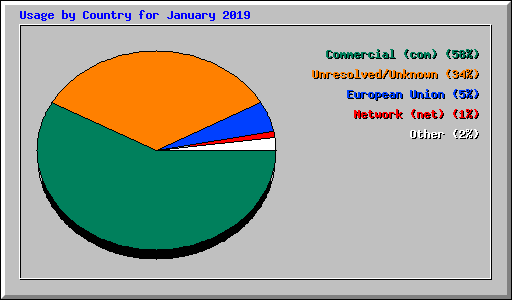 Usage by Country for January 2019
Commercial (com) (58%)
Unresolved/Unknown (34%)
European Union (5%)
Network (net) (1%)
Other (2%)